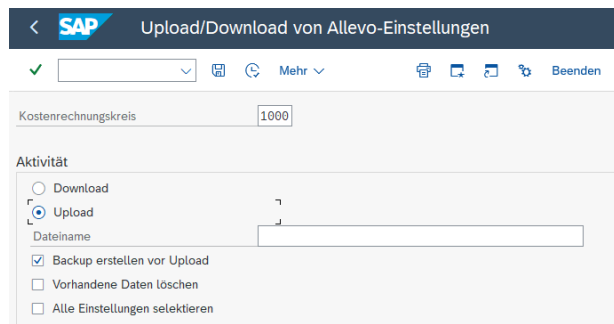 SAP Upload/Download von Allevo-Einstellungen
Mehr Beenden
Kostenrechnungskreis 1000
Aktivität
Download
Upload
Dateiname
Backup erstellen vor Upload
Vorhandene Daten löschen
Alle Einstellungen selektieren